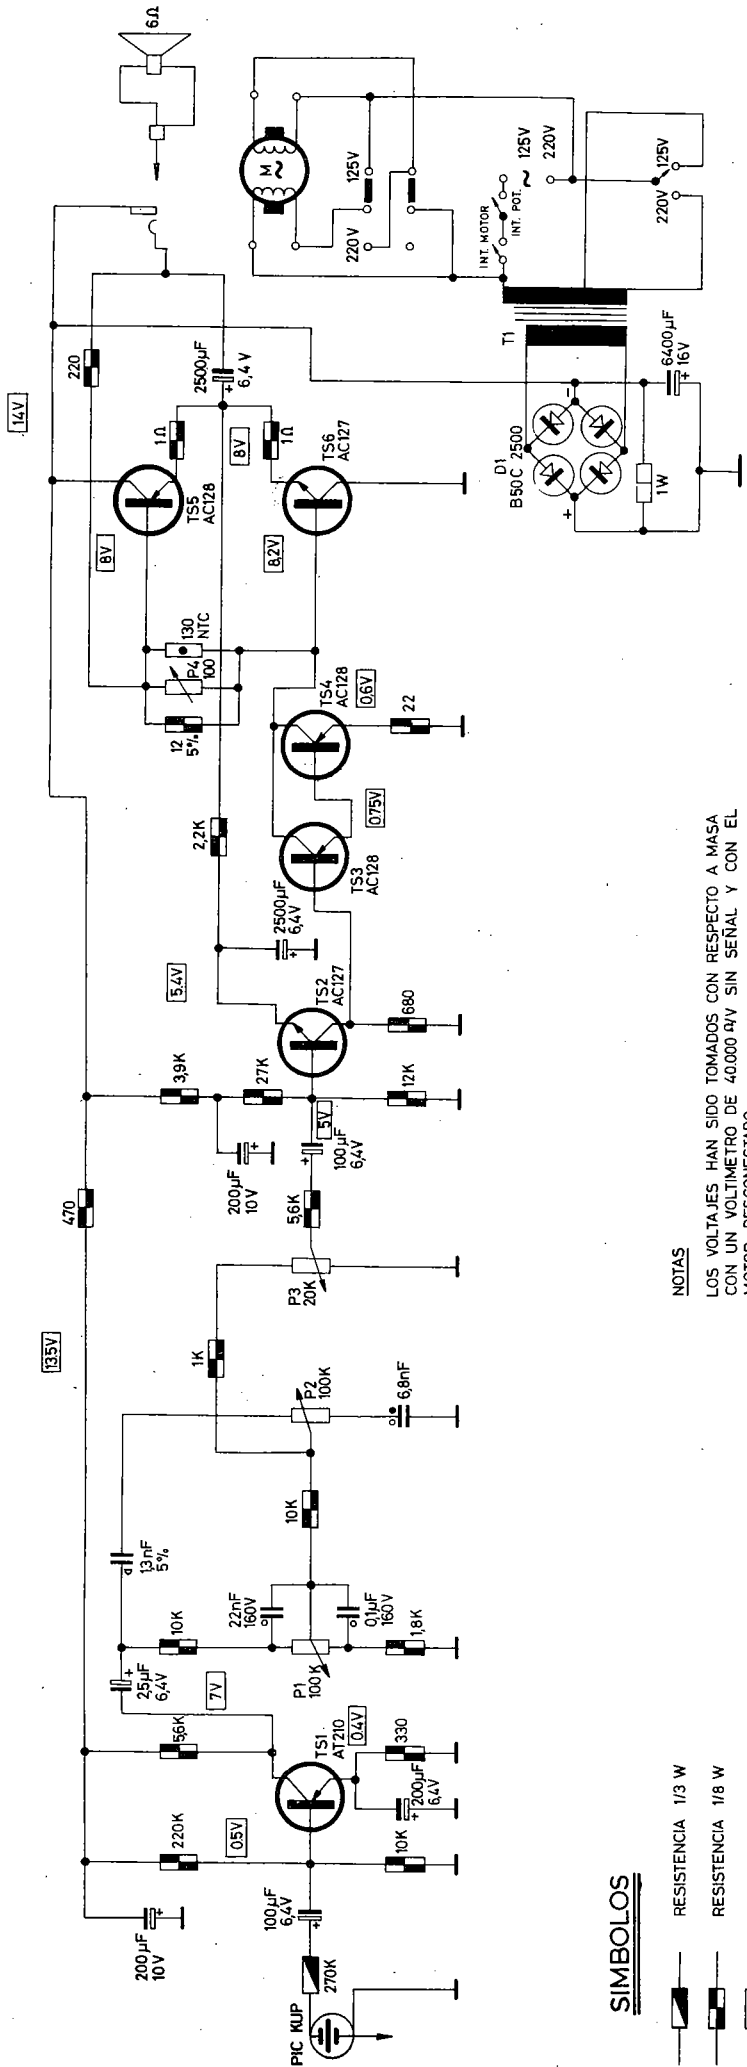 PIC KUP
270K
100µF
6,4V
200µF
10V
220K
0,5V
10K
5,6K
TS1
AT210
0,4V
330
200µF
6,4V
7V
2,5µF
6,4V
10K
P1
100K
22nF
160V
0,1µF
160V
1,8K
1,3nF
5%
10K
P2
100K
6,8nF
1K
13,5V
P3
20K
470
5,6K
100µF
6,4V
5V
200µF
10V
3,9K
27K
12K
5,4V
TS2
AC127
680
2500µF
6,4V
2,2K
TS3
AC128
0,75V
TS4
AC128
0,6V
22
12
5%
P4
100
130
NTC
8V
TS5
AC128
8,2V
TS6
AC127
1Ω
8V
1Ω
14V
220
2500µF
6,4V
6Ω
D1
B50C 2500
+
-
1W
6400µF
16V
T1
M ~
220V
125V
INT. MOTOR
INT. POT.
~
125V
220V
220V
125V
SIMBOLOS
RESISTENCIA 1/3 W
RESISTENCIA 1/8 W
NOTAS
LOS VOLTAJES HAN SIDO TOMADOS CON RESPECTO A MASA
CON UN VOLTIMETRO DE 40.000 Ω/V SIN SEÑAL Y CON EL